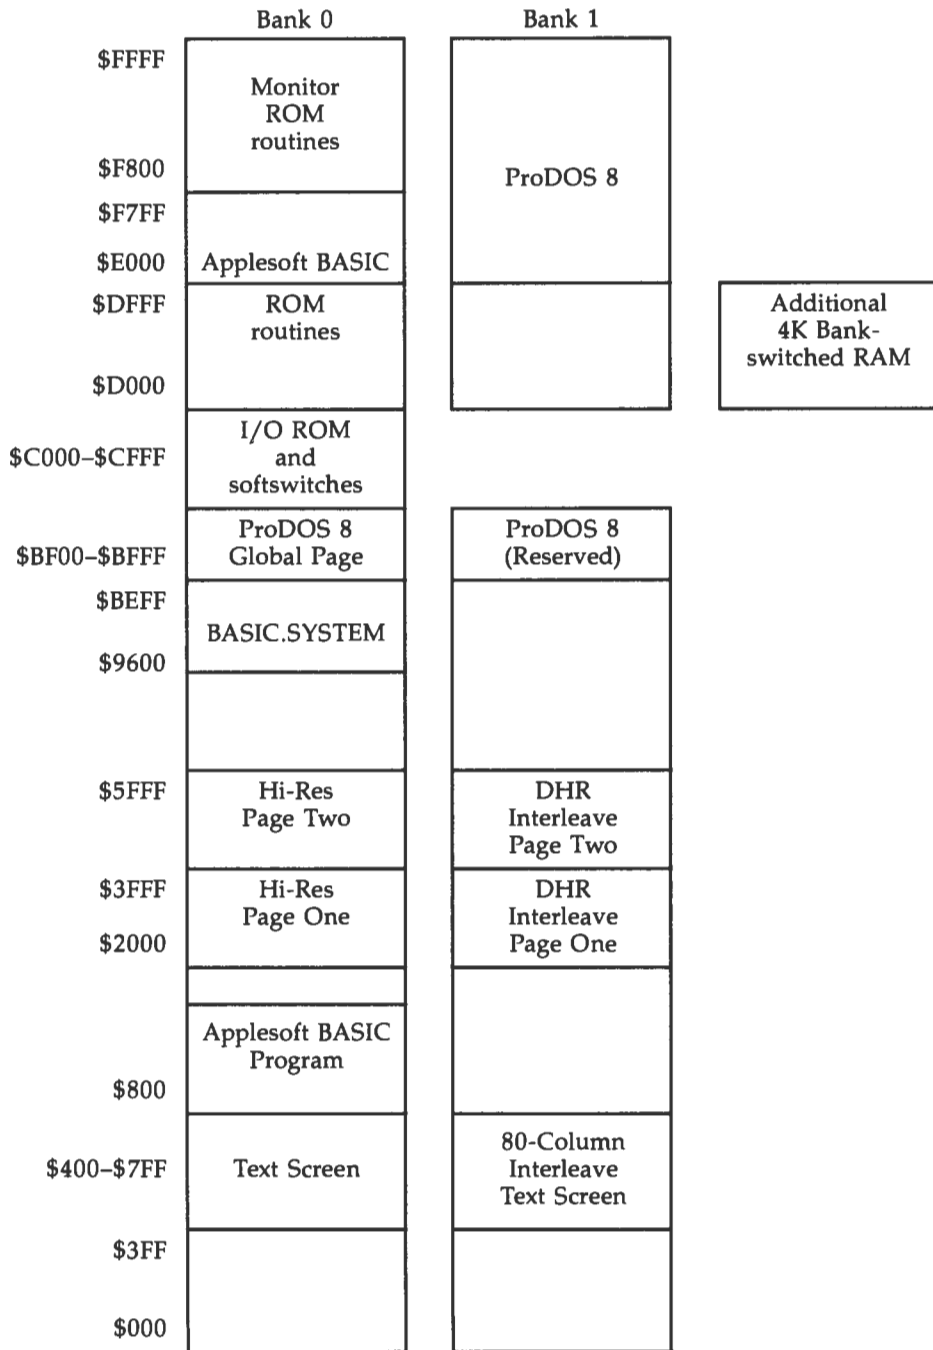 Bank 0
Bank 1
$FFFF
Monitor
ROM
routines
$F800
ProDOS 8
$F7FF
$E000
Applesoft BASIC
$DFFF
ROM
routines
Additional
4K Bank-
switched RAM
$D000
$C000–$CFFF
I/O ROM
and
softswitches
$BF00–$BFFF
ProDOS 8
Global Page
ProDOS 8
(Reserved)
$BEFF
BASIC.SYSTEM
$9600
$5FFF
Hi-Res
Page Two
DHR
Interleave
Page Two
$3FFF
Hi-Res
Page One
DHR
Interleave
Page One
$2000
Applesoft BASIC
Program
$800
$400–$7FF
Text Screen
80-Column
Interleave
Text Screen
$3FF
$000